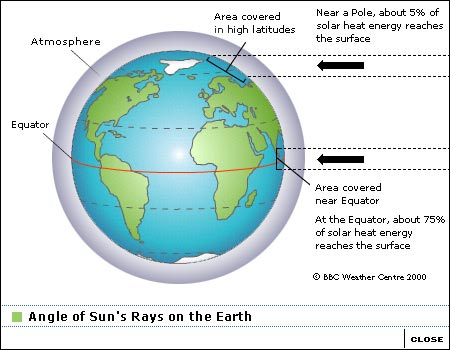 Area covered
in high latitudes
Near a Pole, about 5% of
solar heat energy reaches
the surface
Atmosphere
Equator
Area covered
near Equator
At the Equator, about 75%
of solar heat energy
reaches the surface
© BBC Weather Centre 2000
Angle of Sun's Rays on the Earth
CLOSE